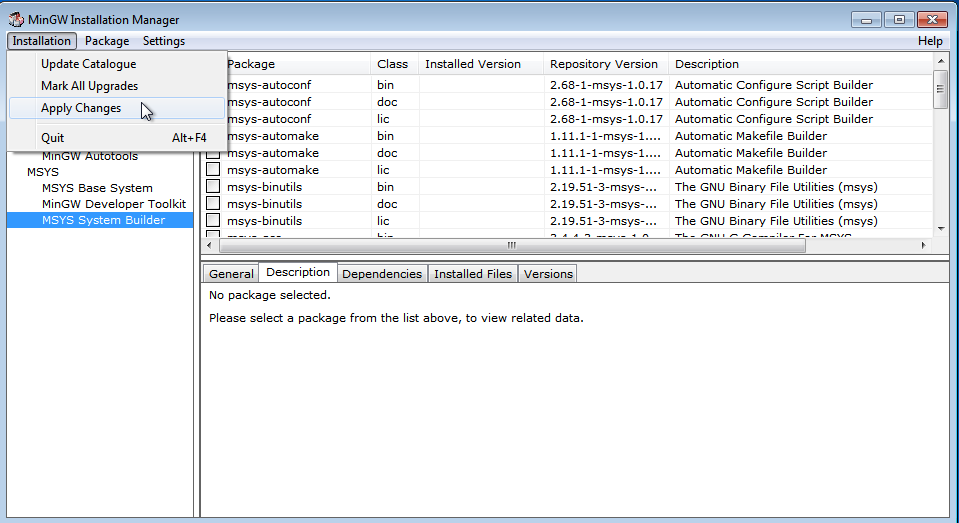 MinGW Installation Manager
Installation Package Settings Help
Update Catalogue
Mark All Upgrades
Apply Changes
Quit Alt+F4
MinGW Autotools
MSYS
MSYS Base System
MinGW Developer Toolkit
MSYS System Builder
Package Class Installed Version Repository Version Description
msys-autoconf bin 2.68-1-msys-1.0.17 Automatic Configure Script Builder
msys-autoconf doc 2.68-1-msys-1.0.17 Automatic Configure Script Builder
msys-autoconf lic 2.68-1-msys-1.0.17 Automatic Configure Script Builder
msys-automake bin 1.11.1-1-msys-1.... Automatic Makefile Builder
msys-automake doc 1.11.1-1-msys-1.... Automatic Makefile Builder
msys-automake lic 1.11.1-1-msys-1.... Automatic Makefile Builder
msys-binutils bin 2.19.51-3-msys-... The GNU Binary File Utilities (msys)
msys-binutils doc 2.19.51-3-msys-... The GNU Binary File Utilities (msys)
msys-binutils lic 2.19.51-3-msys-... The GNU Binary File Utilities (msys)
General Description Dependencies Installed Files Versions
No package selected.
Please select a package from the list above, to view related data.